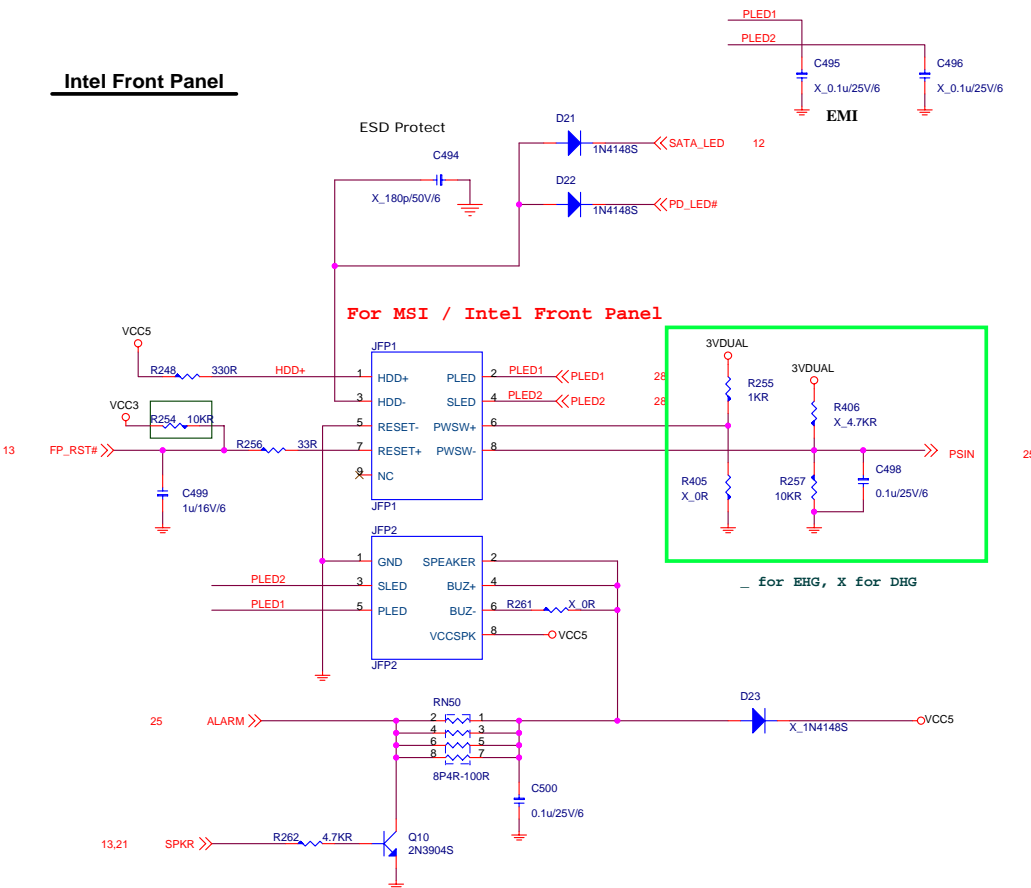 PLED1
PLED2
C495
X_0.1u/25V/6
C496
X_0.1u/25V/6
EMI
Intel Front Panel
ESD Protect
C494
X_180p/50V/6
D21
1N4148S
SATA_LED 12
D22
1N4148S
PD_LED#
For MSI / Intel Front Panel
VCC5
R248 330R HDD+
VCC3
R254 10KR
13 FP_RST#
R256 33R
C499
1u/16V/6
JFP1
1 HDD+ PLED 2 PLED1 PLED1 28
3 HDD- SLED 4 PLED2 PLED2 28
5 RESET- PWSW+ 6
7 RESET+ PWSW- 8
9 NC
JFP1
3VDUAL
R255
1KR
3VDUAL
R406
X_4.7KR
R405
X_0R
R257
10KR
C498
0.1u/25V/6
PSIN
_ for EHG, X for DHG
JFP2
1 GND SPEAKER 2
PLED2 3 SLED BUZ+ 4
PLED1 5 PLED BUZ- 6 R261 X_0R
VCCSPK 8 VCC5
JFP2
25 ALARM
RN50
2 1
4 3
6 5
8 7
8P4R-100R
C500
0.1u/25V/6
D23
X_1N4148S
VCC5
13,21 SPKR
R262 4.7KR
Q10
2N3904S